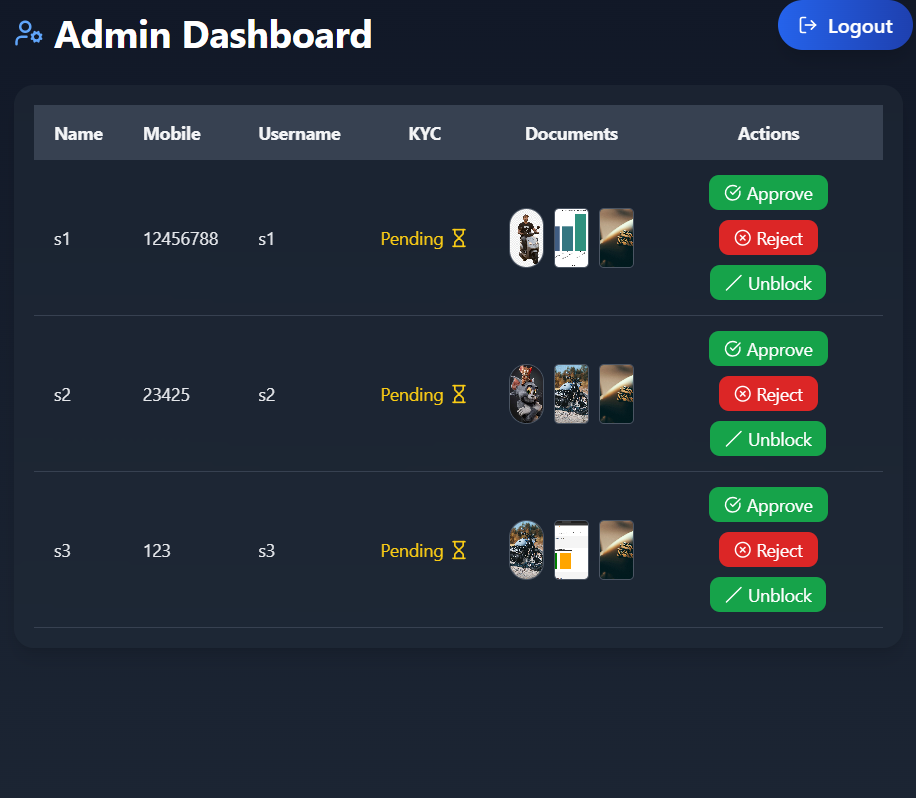 Admin Dashboard
Logout
Name Mobile Username KYC Documents Actions
s1 12456788 s1 Pending Approve
Reject
Unblock
s2 23425 s2 Pending Approve
Reject
Unblock
s3 123 s3 Pending Approve
Reject
Unblock